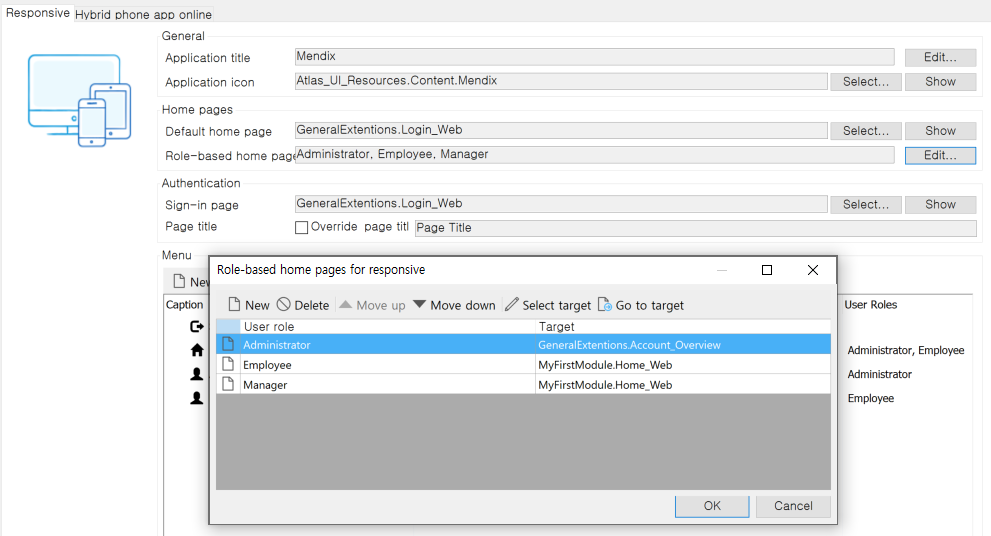 Responsive Hybrid phone app online
General
Application title Mendix Edit...
Application icon Atlas_UI_Resources.Content.Mendix Select... Show
Home pages
Default home page GeneralExtentions.Login_Web Select... Show
Role-based home page Administrator, Employee, Manager Edit...
Authentication
Sign-in page GeneralExtentions.Login_Web Select... Show
Page title Override page titl Page Title
Menu
New
Caption User Roles
Administrator, Employee
Administrator
Employee
Role-based home pages for responsive
New Delete Move up Move down Select target Go to target
User role Target
Administrator GeneralExtentions.Account_Overview
Employee MyFirstModule.Home_Web
Manager MyFirstModule.Home_Web
OK Cancel